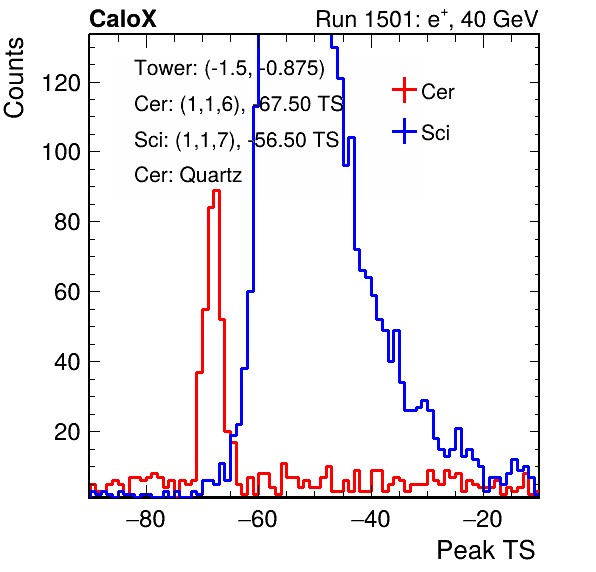 CaloX Run 1501: e⁺, 40 GeV
Counts
Tower: (-1.5, -0.875)
Cer: (1,1,6), -67.50 TS
Sci: (1,1,7), -56.50 TS
Cer: Quartz
Cer
Sci
120
100
80
60
40
20
−80 −60 −40 −20
Peak TS